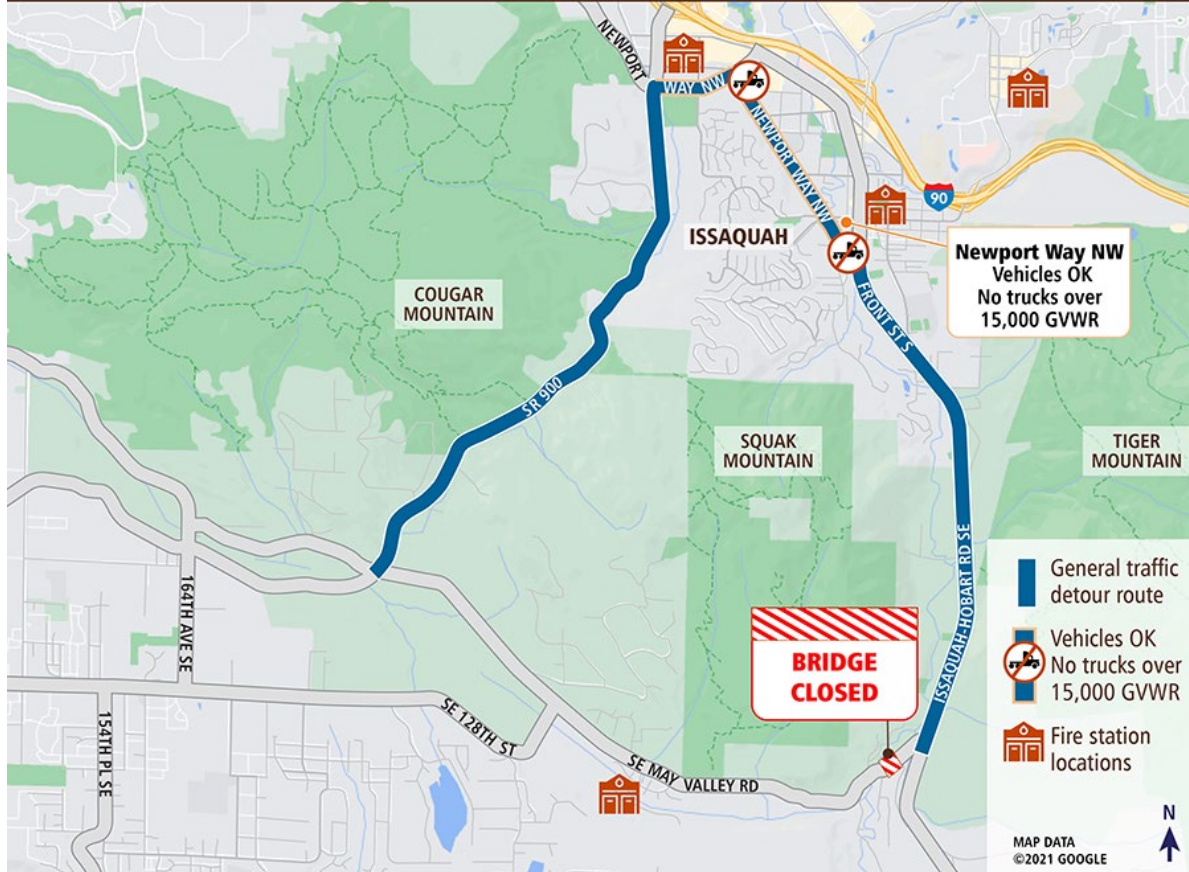 NEWPORT
WAY NW
NEWPORT WAY NW
90
ISSAQUAH
Newport Way NW
Vehicles OK
No trucks over
15,000 GVWR
COUGAR
MOUNTAIN
FRONT ST S
SR 900
SQUAK
MOUNTAIN
TIGER
MOUNTAIN
ISSAQUAH-HOBART RD SE
164TH AVE SE
BRIDGE
CLOSED
154TH PL SE
SE 128TH ST
SE MAY VALLEY RD
General traffic
detour route
Vehicles OK
No trucks over
15,000 GVWR
Fire station
locations
N
MAP DATA
©2021 GOOGLE